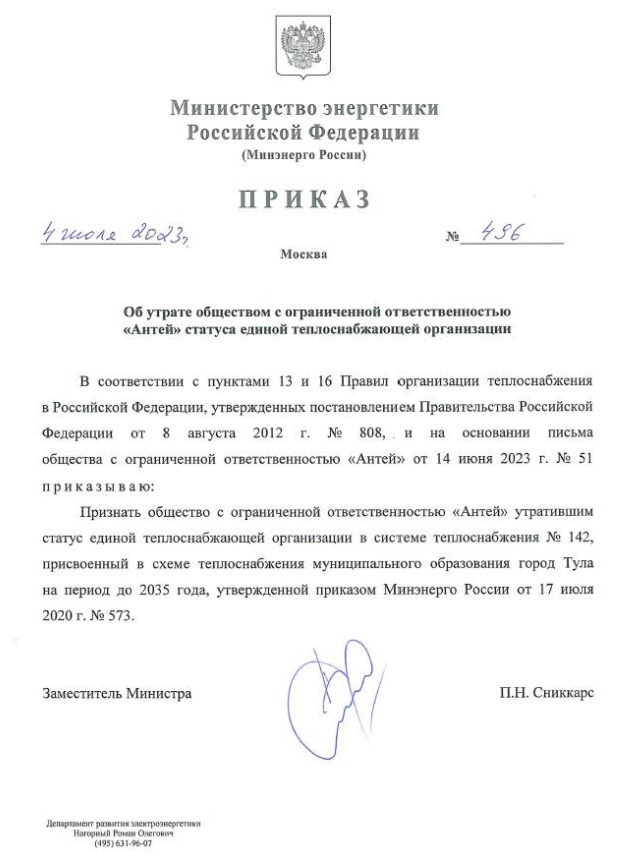 Министерство энергетики
Российской Федерации
(Минэнерго России)
ПРИКАЗ
4 июля 2023г.
№ 496
Москва
Об утрате обществом с ограниченной ответственностью
«Антей» статуса единой теплоснабжающей организации
В соответствии с пунктами 13 и 16 Правил организации теплоснабжения
в Российской Федерации, утвержденных постановлением Правительства Российской
Федерации от 8 августа 2012 г. № 808, и на основании письма
общества с ограниченной ответственностью «Антей» от 14 июня 2023 г. № 51
приказываю:
Признать общество с ограниченной ответственностью «Антей» утратившим
статус единой теплоснабжающей организации в системе теплоснабжения № 142,
присвоенный в схеме теплоснабжения муниципального образования город Тула
на период до 2035 года, утвержденной приказом Минэнерго России от 17 июля
2020 г. № 573.
Заместитель Министра
П.Н. Сниккарс
Департамент развития электроэнергетики
Нагорный Роман Олегович
(495) 631-96-07